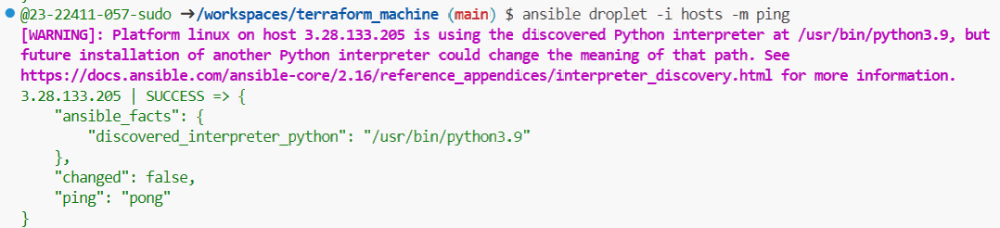 @23-22411-057-sudo →/workspaces/terraform_machine (main) $ ansible droplet -i hosts -m ping
[WARNING]: Platform linux on host 3.28.133.205 is using the discovered Python interpreter at /usr/bin/python3.9, but
future installation of another Python interpreter could change the meaning of that path. See
https://docs.ansible.com/ansible-core/2.16/reference_appendices/interpreter_discovery.html for more information.
3.28.133.205 | SUCCESS => {
    "ansible_facts": {
        "discovered_interpreter_python": "/usr/bin/python3.9"
    },
    "changed": false,
    "ping": "pong"
}